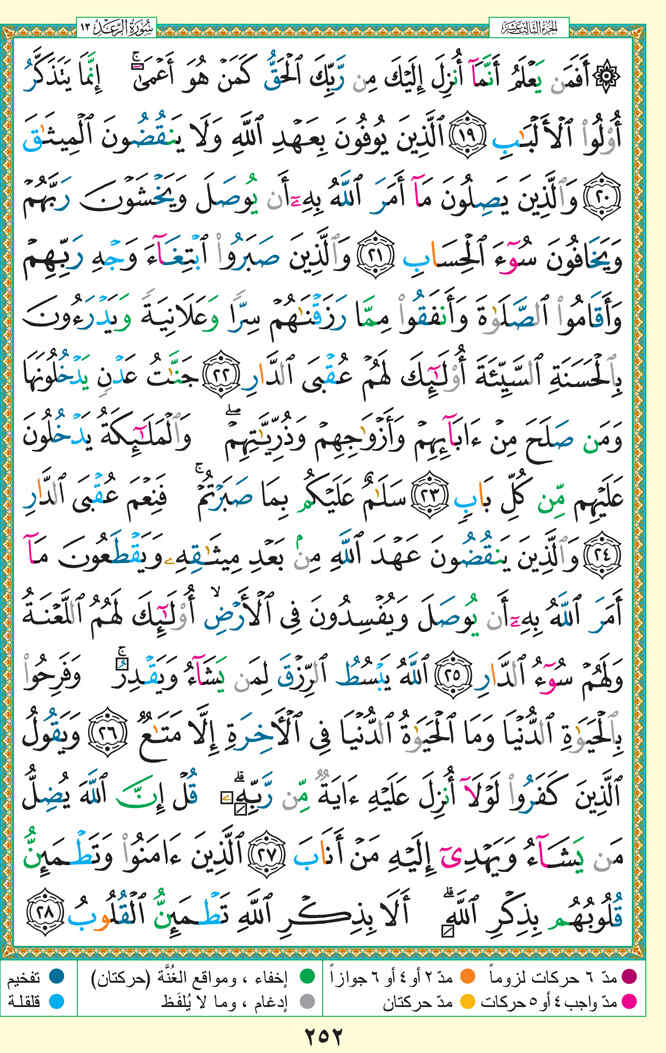 الجزء الثالث عشر
سُورَةُ الرَّعْدِ ١٣
۞ أَفَمَن يَعْلَمُ أَنَّمَآ أُنزِلَ إِلَيْكَ مِن رَّبِّكَ ٱلْحَقُّ كَمَنْ هُوَ أَعْمَىٰٓ ۚ إِنَّمَا يَتَذَكَّرُ
أُو۟لُوا۟ ٱلْأَلْبَـٰبِ ١٩ ٱلَّذِينَ يُوفُونَ بِعَهْدِ ٱللَّهِ وَلَا يَنقُضُونَ ٱلْمِيثَـٰقَ
٢٠ وَٱلَّذِينَ يَصِلُونَ مَآ أَمَرَ ٱللَّهُ بِهِۦٓ أَن يُوصَلَ وَيَخْشَوْنَ رَبَّهُمْ
وَيَخَافُونَ سُوٓءَ ٱلْحِسَابِ ٢١ وَٱلَّذِينَ صَبَرُوا۟ ٱبْتِغَآءَ وَجْهِ رَبِّهِمْ
وَأَقَامُوا۟ ٱلصَّلَوٰةَ وَأَنفَقُوا۟ مِمَّا رَزَقْنَـٰهُمْ سِرًّا وَعَلَانِيَةً وَيَدْرَءُونَ
بِٱلْحَسَنَةِ ٱلسَّيِّئَةَ أُو۟لَـٰٓئِكَ لَهُمْ عُقْبَى ٱلدَّارِ ٢٢ جَنَّـٰتُ عَدْنٍ يَدْخُلُونَهَا
وَمَن صَلَحَ مِنْ ءَابَآئِهِمْ وَأَزْوَٰجِهِمْ وَذُرِّيَّـٰتِهِمْ ۖ وَٱلْمَلَـٰٓئِكَةُ يَدْخُلُونَ
عَلَيْهِم مِّن كُلِّ بَابٍ ٢٣ سَلَـٰمٌ عَلَيْكُم بِمَا صَبَرْتُمْ ۚ فَنِعْمَ عُقْبَى ٱلدَّارِ
٢٤ وَٱلَّذِينَ يَنقُضُونَ عَهْدَ ٱللَّهِ مِنۢ بَعْدِ مِيثَـٰقِهِۦ وَيَقْطَعُونَ مَآ
أَمَرَ ٱللَّهُ بِهِۦٓ أَن يُوصَلَ وَيُفْسِدُونَ فِى ٱلْأَرْضِ ۙ أُو۟لَـٰٓئِكَ لَهُمُ ٱللَّعْنَةُ
وَلَهُمْ سُوٓءُ ٱلدَّارِ ٢٥ ٱللَّهُ يَبْسُطُ ٱلرِّزْقَ لِمَن يَشَآءُ وَيَقْدِرُ ۚ وَفَرِحُوا۟
بِٱلْحَيَوٰةِ ٱلدُّنْيَا وَمَا ٱلْحَيَوٰةُ ٱلدُّنْيَا فِى ٱلْـَٔاخِرَةِ إِلَّا مَتَـٰعٌ ٢٦ وَيَقُولُ
ٱلَّذِينَ كَفَرُوا۟ لَوْلَآ أُنزِلَ عَلَيْهِ ءَايَةٌ مِّن رَّبِّهِۦ ۗ قُلْ إِنَّ ٱللَّهَ يُضِلُّ
مَن يَشَآءُ وَيَهْدِىٓ إِلَيْهِ مَنْ أَنَابَ ٢٧ ٱلَّذِينَ ءَامَنُوا۟ وَتَطْمَئِنُّ
قُلُوبُهُم بِذِكْرِ ٱللَّهِ ۗ أَلَا بِذِكْرِ ٱللَّهِ تَطْمَئِنُّ ٱلْقُلُوبُ ٢٨
مدّ ٦ حركات لزوماً
مدّ ٢ أو ٤ أو ٦ جوازاً
إخفاء ، ومواقع الغُنَّة (حركتان)
تفخيم
مدّ واجب ٤ أو ٥ حركات
مدّ حركتان
إدغام ، وما لا يُلفَظ
قلقلة
٢٥٢